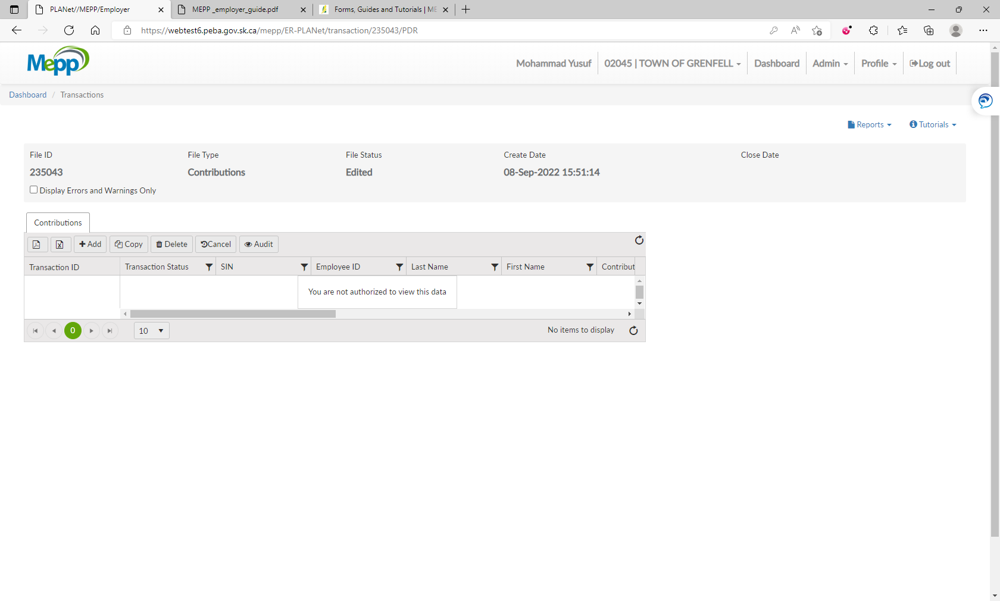 PLANet//MEPP/Employer
MEPP _employer_guide.pdf
Forms, Guides and Tutorials | ME
https://webtest6.peba.gov.sk.ca/mepp/ER-PLANet/transaction/235043/PDR
Mepp
Mohammad Yusuf
02045 | TOWN OF GRENFELL
Dashboard
Admin
Profile
Log out
Dashboard / Transactions
Reports
Tutorials
File ID
File Type
File Status
Create Date
Close Date
235043
Contributions
Edited
08-Sep-2022 15:51:14
Display Errors and Warnings Only
Contributions
Add
Copy
Delete
Cancel
Audit
Transaction ID
Transaction Status
SIN
Employee ID
Last Name
First Name
Contribut
You are not authorized to view this data
0
10
No items to display